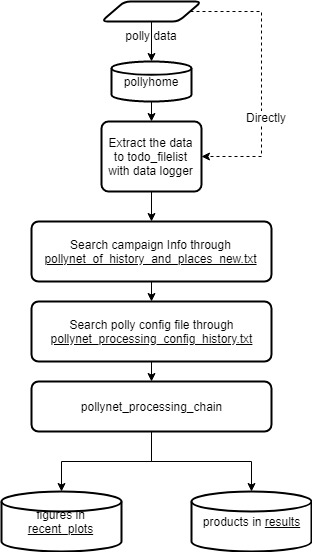 polly data
pollyhome
Directly
Extract the data
to todo_filelist
with data logger
Search campaign Info through
pollynet_of_history_and_places_new.txt
Search polly config file through
pollynet_processing_config_history.txt
pollynet_processing_chain
figures in
recent_plots
products in results